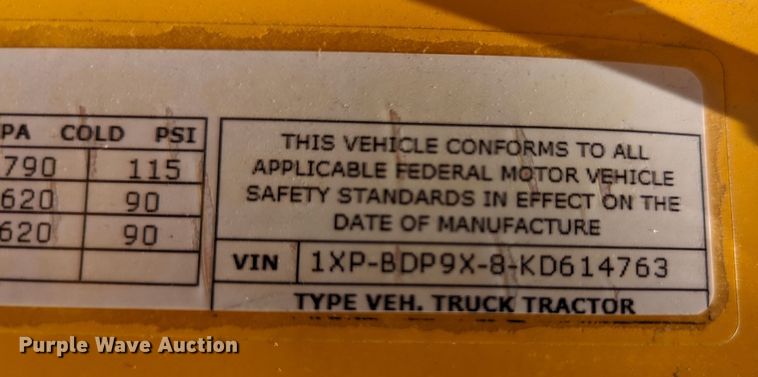 PA COLD PSI
790 115
620 90
620 90
THIS VEHICLE CONFORMS TO ALL
APPLICABLE FEDERAL MOTOR VEHICLE
SAFETY STANDARDS IN EFFECT ON THE
DATE OF MANUFACTURE
VIN 1XP-BDP9X-8-KD614763
TYPE VEH. TRUCK TRACTOR
Purple Wave Auction